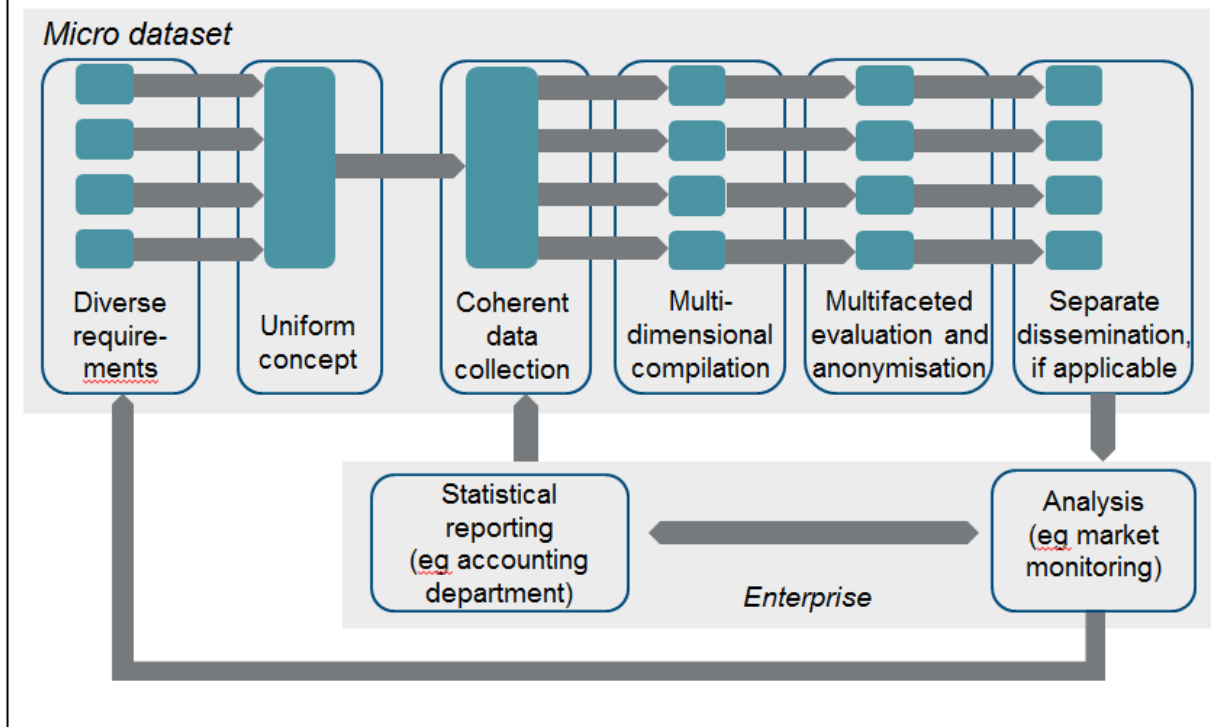 Micro dataset
Diverse
require-
ments
Uniform
concept
Coherent
data
collection
Multi-
dimensional
compilation
Multifaceted
evaluation and
anonymisation
Separate
dissemination,
if applicable
Statistical
reporting
(eg accounting
department)
Analysis
(eg market
monitoring)
Enterprise